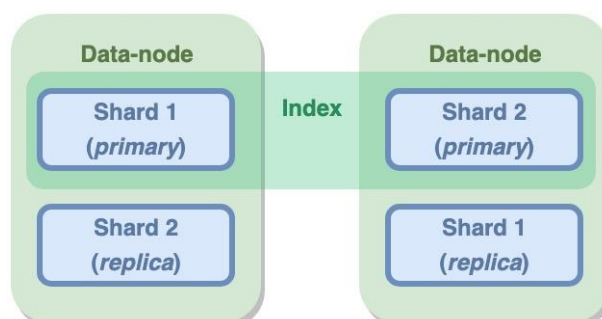 Data-node
Data-node
Shard 1
(primary)
Index
Shard 2
(primary)
Shard 2
(replica)
Shard 1
(replica)